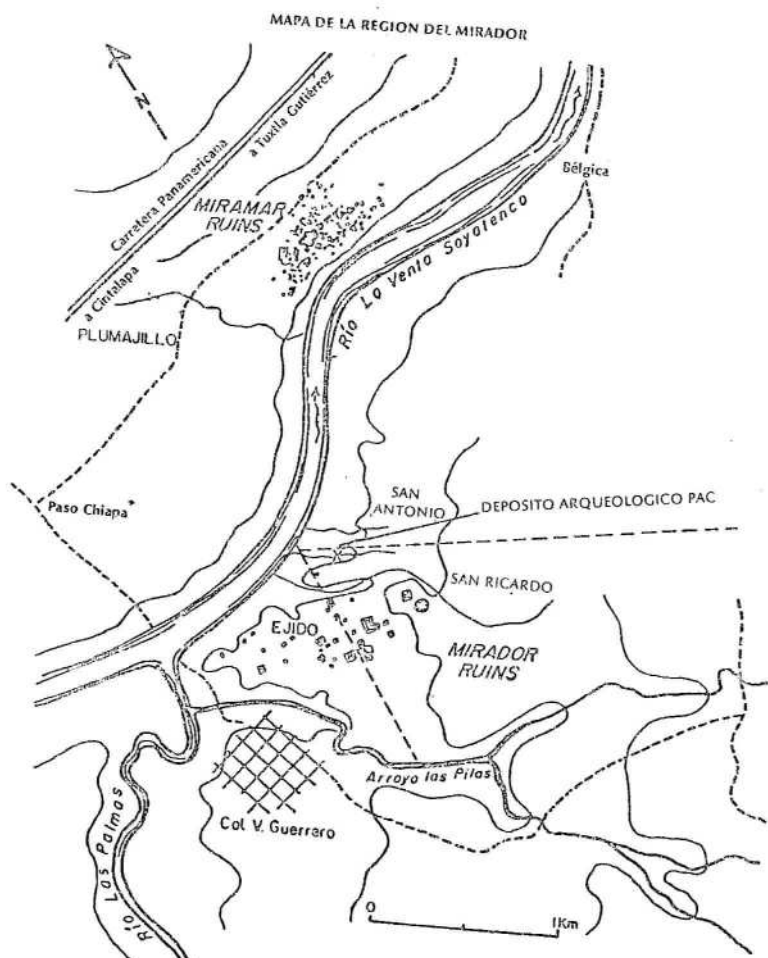 MAPA DE LA REGION DEL MIRADOR
N
Carretera Panamericana
a Tuxtla Gutiérrez
a Cintalapa
MIRAMAR
RUINS
Bélgica
Río La Venta Soyatenco
PLUMAJILLO
Paso Chiapa
SAN
ANTONIO
DEPOSITO ARQUEOLOGICO PAC
SAN RICARDO
EJIDO
MIRADOR
RUINS
Arroyo las Pilas
Col. V. Guerrero
Río Las Palmas
0
1Km